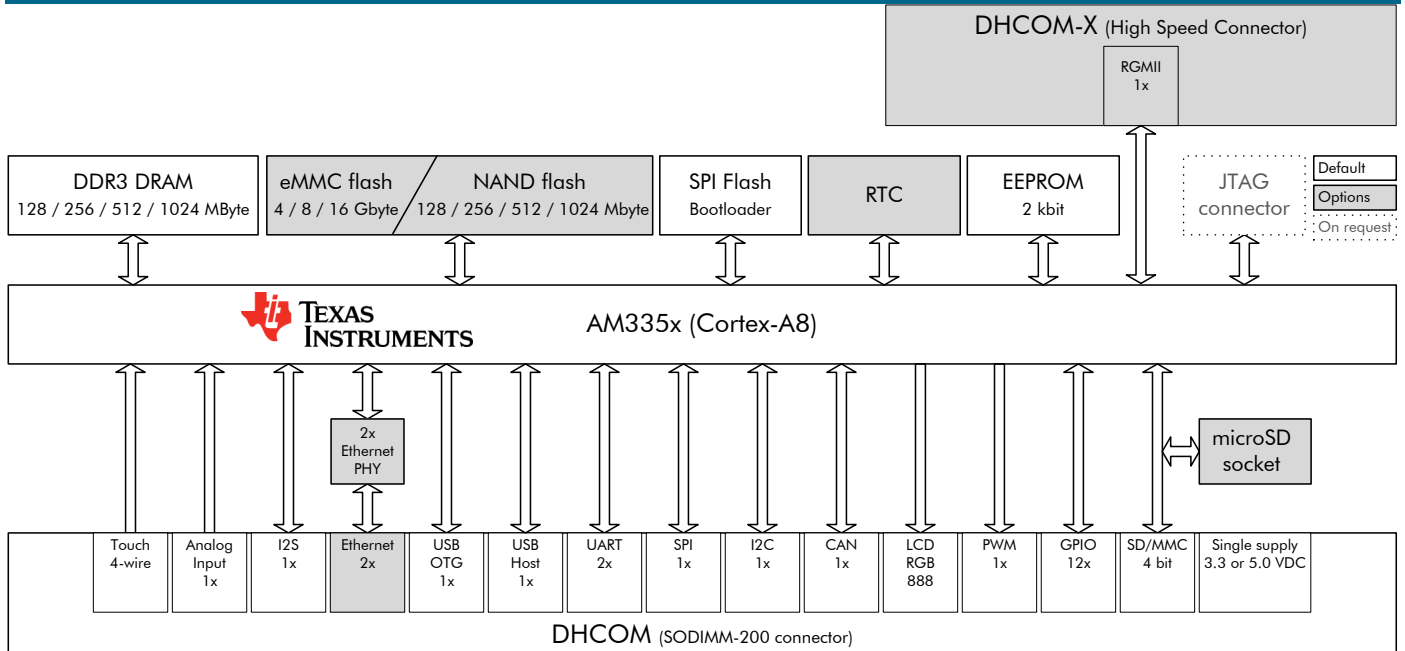 DHCOM-X (High Speed Connector)
RGMII
1x
DDR3 DRAM
128 / 256 / 512 / 1024 MByte
eMMC flash
4 / 8 / 16 Gbyte
NAND flash
128 / 256 / 512 / 1024 Mbyte
SPI Flash
Bootloader
RTC
EEPROM
2 kbit
JTAG
connector
Default
Options
On request
TEXAS
INSTRUMENTS
AM335x (Cortex-A8)
2x
Ethernet
PHY
microSD
socket
Touch
4-wire
Analog
Input
1x
I2S
1x
Ethernet
2x
USB
OTG
1x
USB
Host
1x
UART
2x
SPI
1x
I2C
1x
CAN
1x
LCD
RGB
888
PWM
1x
GPIO
12x
SD/MMC
4 bit
Single supply
3.3 or 5.0 VDC
DHCOM (SODIMM-200 connector)